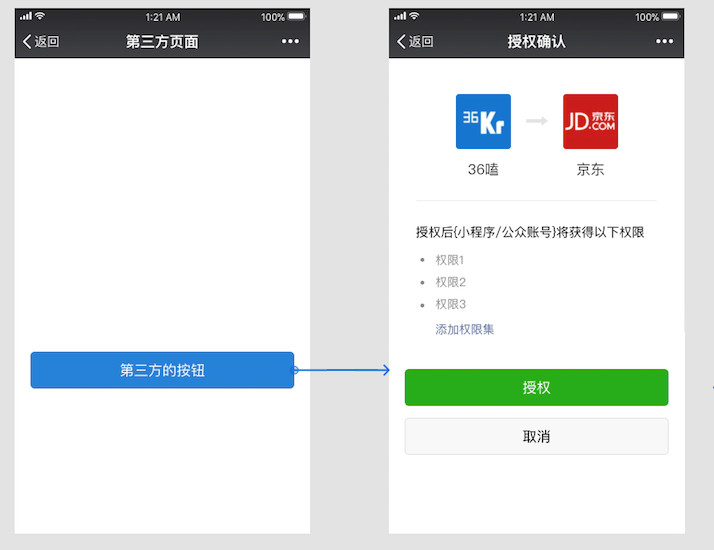 1:21 AM
100%
返回
第三方页面
第三方的按钮
1:21 AM
100%
返回
授权确认
36Kr
JD 京东
.COM
36嗑
京东
授权后{小程序/公众账号}将获得以下权限
权限1
权限2
权限3
添加权限集
授权
取消